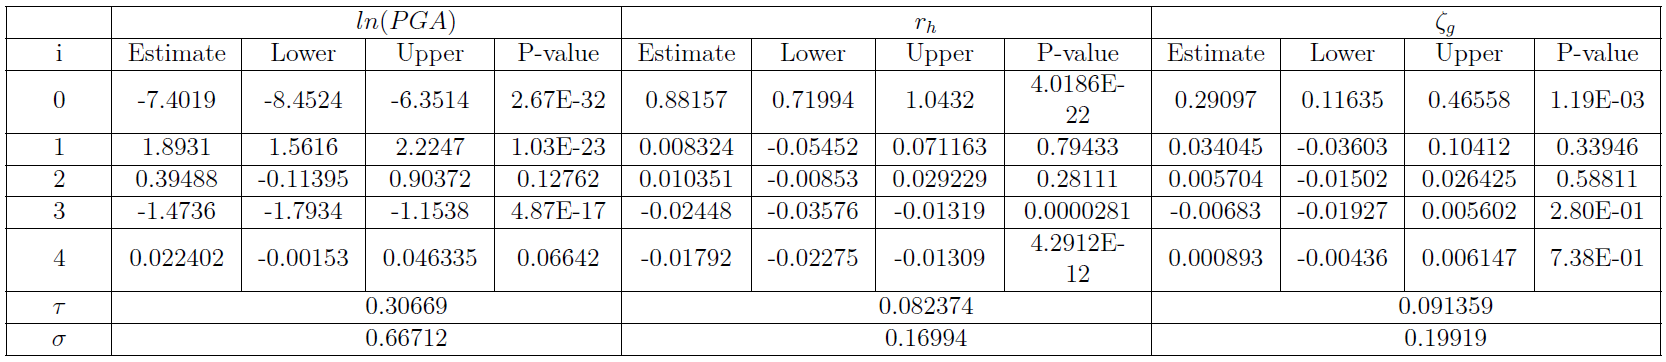 ln(PGA) r_h ζ_g
i Estimate Lower Upper P-value Estimate Lower Upper P-value Estimate Lower Upper P-value
0 -7.4019 -8.4524 -6.3514 2.67E-32 0.88157 0.71994 1.0432 4.0186E-22 0.29097 0.11635 0.46558 1.19E-03
1 1.8931 1.5616 2.2247 1.03E-23 0.008324 -0.05452 0.071163 0.79433 0.034045 -0.03603 0.10412 0.33946
2 0.39488 -0.11395 0.90372 0.12762 0.010351 -0.00853 0.029229 0.28111 0.005704 -0.01502 0.026425 0.58811
3 -1.4736 -1.7934 -1.1538 4.87E-17 -0.02448 -0.03576 -0.01319 0.0000281 -0.00683 -0.01927 0.005602 2.80E-01
4 0.022402 -0.00153 0.046335 0.06642 -0.01792 -0.02275 -0.01309 4.2912E-12 0.000893 -0.00436 0.006147 7.38E-01
τ 0.30669 0.082374 0.091359
σ 0.66712 0.16994 0.19919